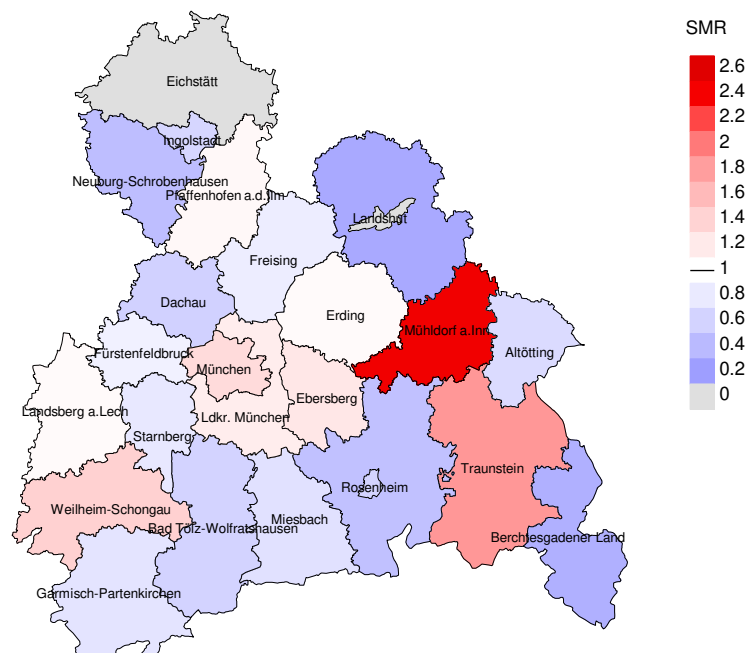 SMR
2.6
2.4
2.2
2
1.8
1.6
1.4
1.2
1
0.8
0.6
0.4
0.2
0
Eichstätt
Ingolstadt
Neuburg-Schrobenhausen
Pfaffenhofen a.d.Ilm
Landshut
Freising
Dachau
Erding
Mühldorf a.Inn
Fürstenfeldbruck
Altötting
München
Ebersberg
Landsberg a.Lech
Ldkr. München
Starnberg
Traunstein
Rosenheim
Weilheim-Schongau
Miesbach
Bad Tölz-Wolfratshausen
Berchtesgadener Land
Garmisch-Partenkirchen